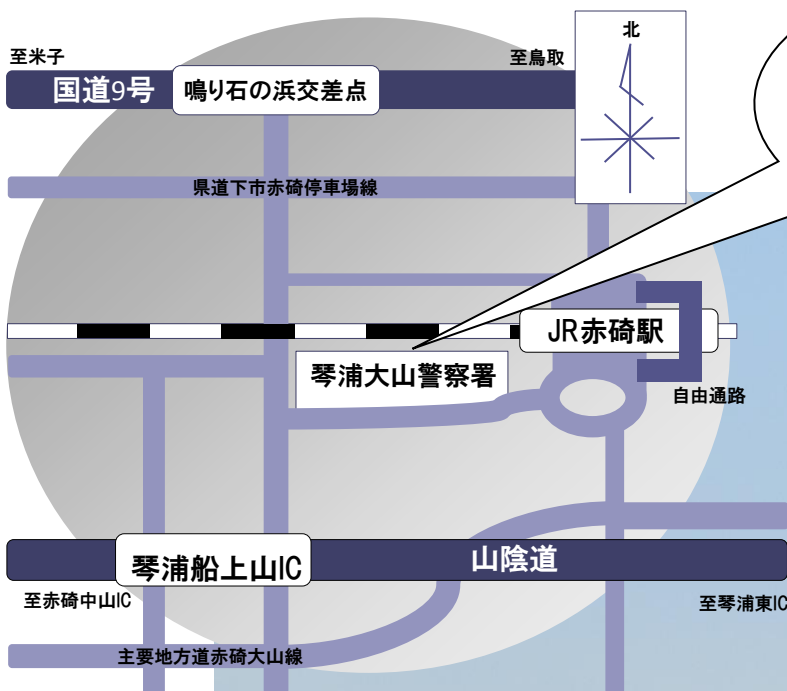 北
至米子
至鳥取
国道9号
鳴り石の浜交差点
県道下市赤碕停車場線
JR赤碕駅
琴浦大山警察署
自由通路
琴浦船上山IC
山陰道
至赤碕中山IC
至琴浦東IC
主要地方道赤碕大山線